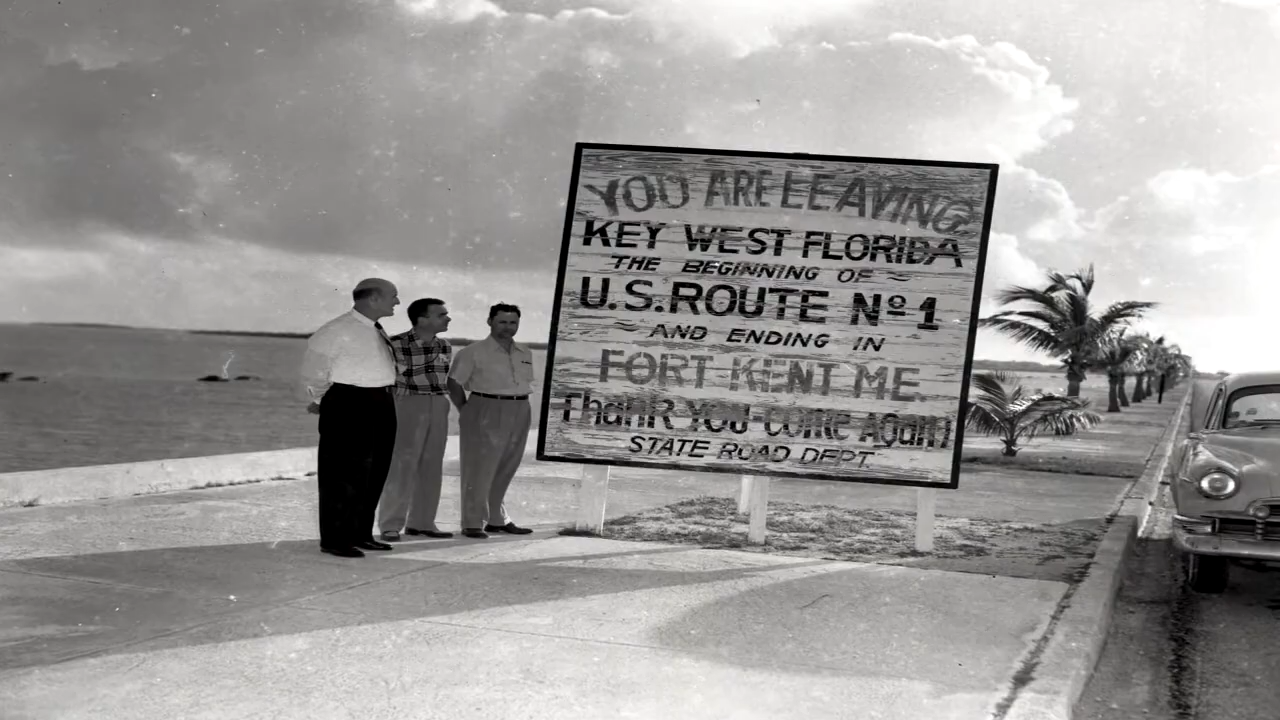 YOU ARE LEAVING
KEY WEST FLORIDA
THE BEGINNING OF ~
U.S. ROUTE Nº 1
~ AND ENDING IN
FORT KENT ME.
Thank You-Come Again
STATE ROAD DEPT.